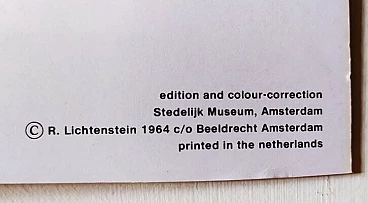 edition and colour-correction
Stedelijk Museum, Amsterdam
© R. Lichtenstein 1964 c/o Beeldrecht Amsterdam
printed in the netherlands